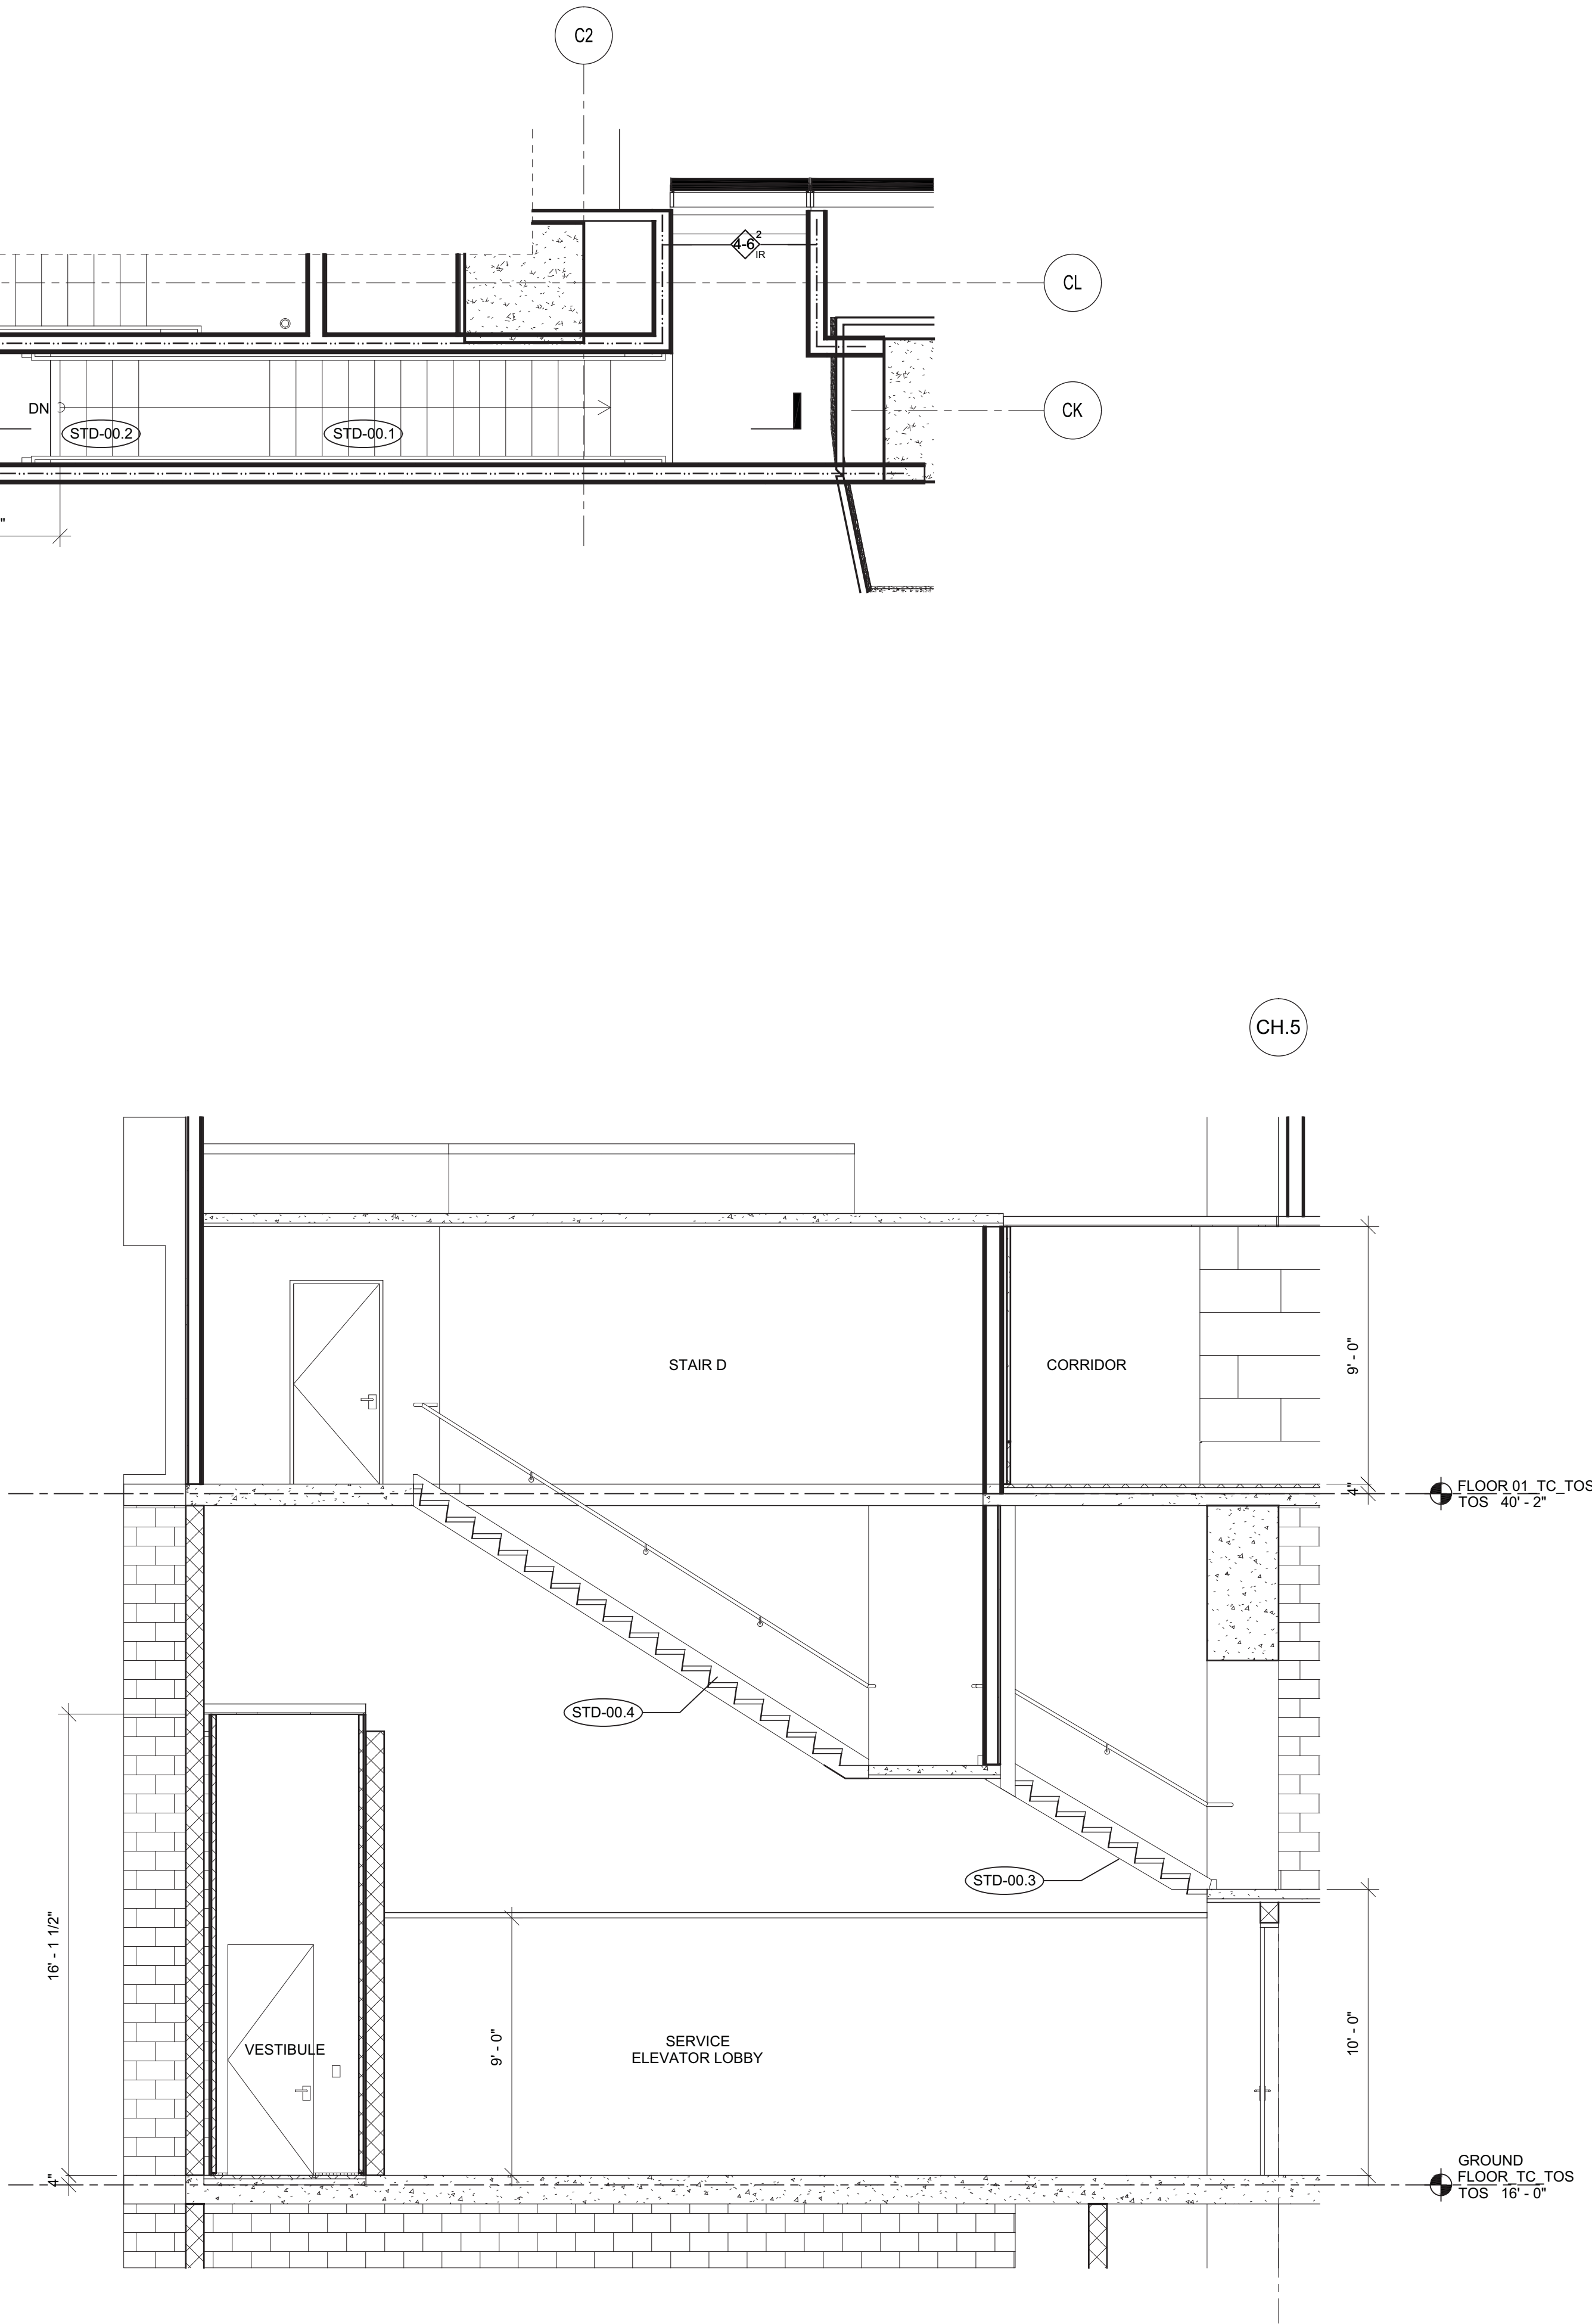 C2
4-6
2
IR
CL
CK
DN
STD-00.2
STD-00.1
"
CH.5
STAIR D
CORRIDOR
9' - 0"
4"
FLOOR 01_TC_TOS
TOS 40' - 2"
STD-00.4
STD-00.3
16' - 1 1/2"
VESTIBULE
9' - 0"
SERVICE
ELEVATOR LOBBY
10' - 0"
4"
GROUND
FLOOR_TC_TOS
TOS 16' - 0"